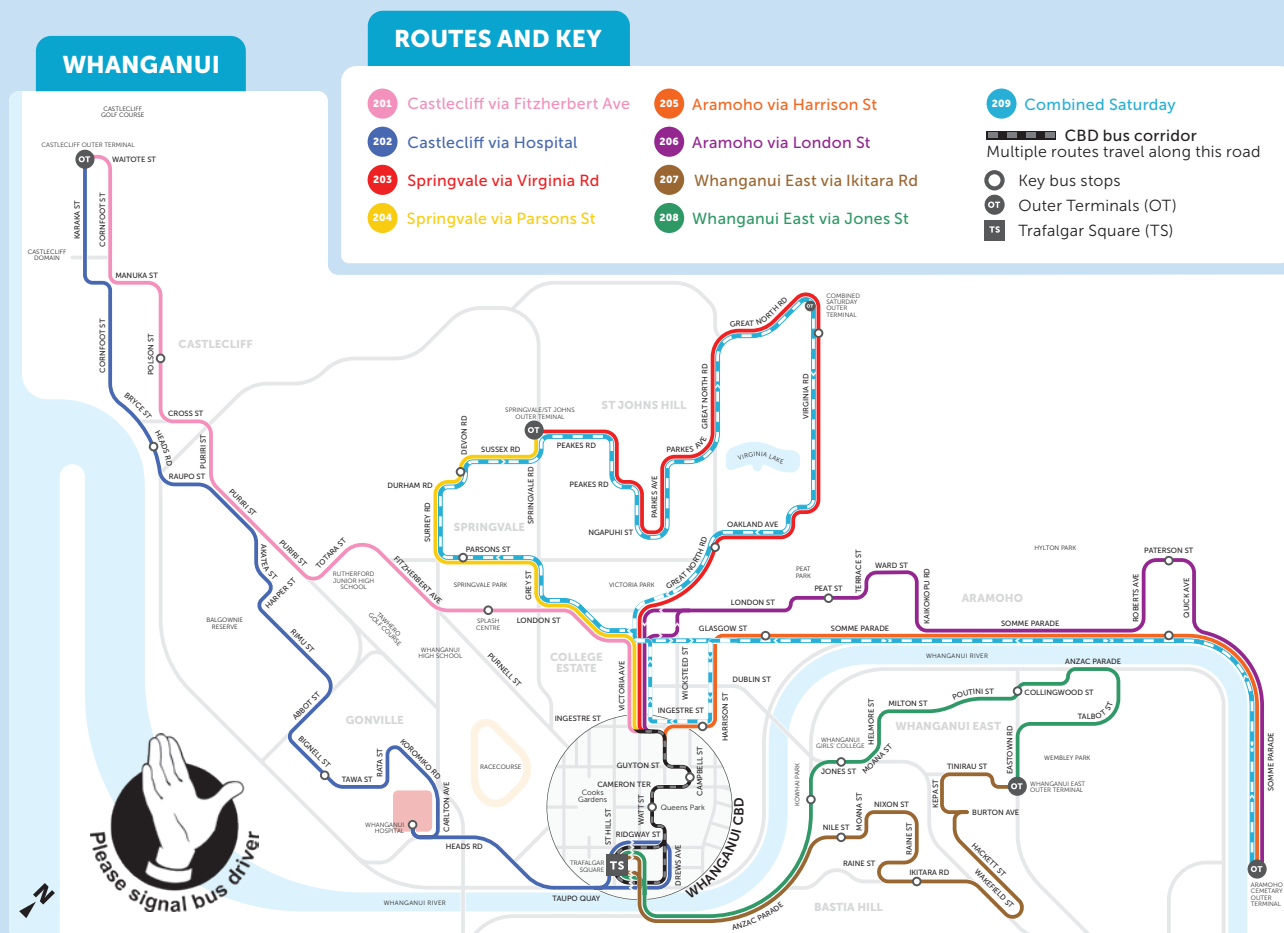 WHANGANUI
ROUTES AND KEY
201 Castlecliff via Fitzherbert Ave
202 Castlecliff via Hospital
203 Springvale via Virginia Rd
204 Springvale via Parsons St
205 Aramoho via Harrison St
206 Aramoho via London St
207 Whanganui East via Ikitara Rd
208 Whanganui East via Jones St
209 Combined Saturday
CBD bus corridor
Multiple routes travel along this road
Key bus stops
OT Outer Terminals (OT)
TS Trafalgar Square (TS)
CASTLECLIFF
GOLF COURSE
CASTLECLIFF OUTER TERMINAL
OT
WAITOTE ST
KARAKA ST
CORNFOOT ST
CASTLECLIFF
DOMAIN
MANUKA ST
CORNFOOT ST
POLSON ST
CASTLECLIFF
BRYCE ST
CROSS ST
HEADS RD
PURIRI ST
RAUPO ST
PURIRI ST
PURIRI ST
TOTARA ST
AKATEA ST
HARPER ST
RUTHERFORD
JUNIOR HIGH
SCHOOL
FITZHERBERT AVE
BALGOWNIE
RESERVE
TAWHERO
GOLF COURSE
RIMU ST
WHANGANUI
HIGH SCHOOL
PURNELL ST
ABBOT ST
GONVILLE
BIGNELL ST
TAWA ST
RATA ST
KOROMIKO RD
CARLTON AVE
WHANGANUI
HOSPITAL
HEADS RD
RACECOURSE
SPRINGVALE/ST JOHNS
OUTER TEMINAL
OT
DEVON RD
SUSSEX RD
DURHAM RD
SURREY RD
SPRINGVALE RD
SPRINGVALE
PARSONS ST
SPRINGVALE PARK
GREY ST
SPLASH
CENTRE
LONDON ST
COLLEGE
ESTATE
ST JOHNS HILL
PEAKES RD
PEAKES RD
NGAPUHI ST
PARKES AVE
PARKES AVE
GREAT NORTH RD
GREAT NORTH RD
OT
COMBINED
SATURDAY
OUTER
TERMINAL
VIRGINIA RD
VIRGINIA LAKE
OAKLAND AVE
GREAT NORTH RD
VICTORIA PARK
PEAT
PARK
PEAT ST
TERRACE ST
WARD ST
KAIKOKOPU RD
HYLTON PARK
ARAMOHO
PATERSON ST
ROBERTS AVE
QUICK AVE
LONDON ST
GLASGOW ST
SOMME PARADE
SOMME PARADE
WHANGANUI RIVER
VICTORIA AVE
WICKSTEED ST
DUBLIN ST
INGESTRE ST
INGESTRE ST
HARRISON ST
GUYTON ST
CAMPBELL ST
CAMERON TER
Cooks
Gardens
WATT ST
Queens Park
ST HILL ST
RIDGWAY ST
TRAFALGAR
SQUARE
TS
DREWS AVE
WHANGANUI CBD
TAUPO QUAY
WHANGANUI RIVER
ANZAC PARADE
BASTIA HILL
KOWHAI PARK
WHANGANUI
GIRLS' COLLEGE
JONES ST
MOANA ST
HELMORE ST
MILTON ST
POUTINI ST
COLLINGWOOD ST
ANZAC PARADE
TALBOT ST
WHANGANUI EAST
EASTOWN RD
WEMBLEY PARK
TINIRAU ST
KEPA ST
OT
WHANGANUI EAST
OUTER TERMINAL
BURTON AVE
NILE ST
MOANA ST
NIXON ST
RAINE ST
RAINE ST
IKITARA RD
HACKETT ST
WAKEFIELD ST
SOMME PARADE
OT
ARAMOHO
CEMETARY
OUTER
TERMINAL
Please signal bus driver
N